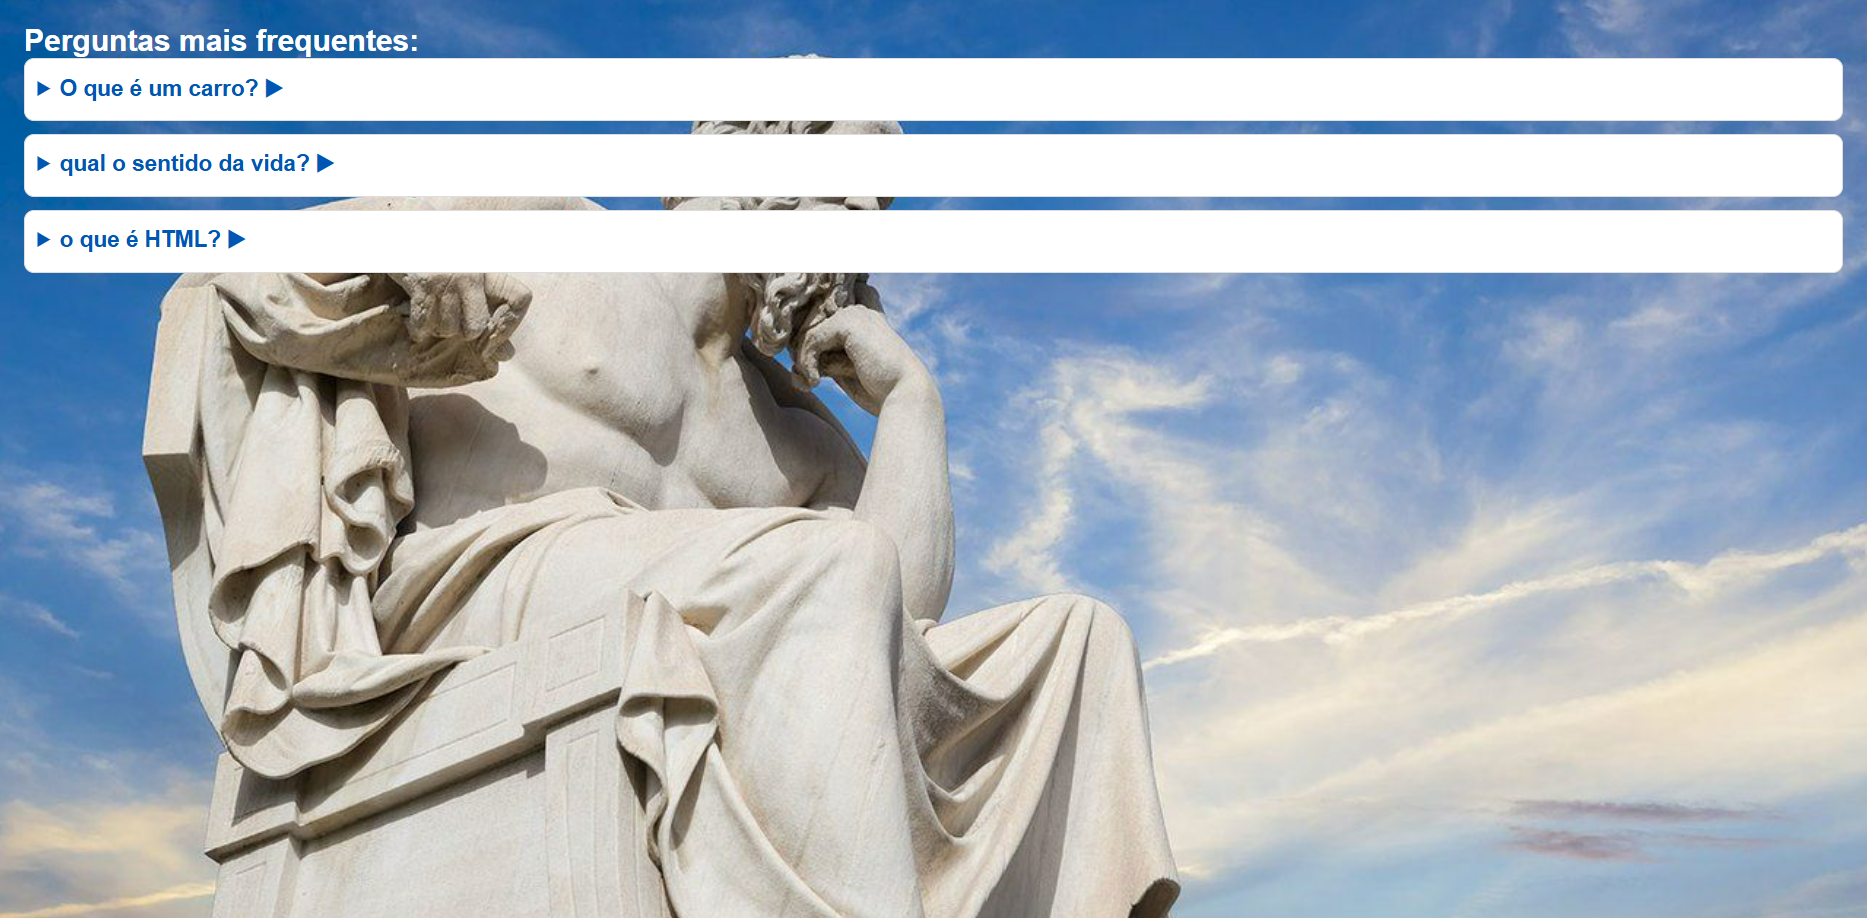 Perguntas mais frequentes:
▶ O que é um carro? ▶
▶ qual o sentido da vida? ▶
▶ o que é HTML? ▶